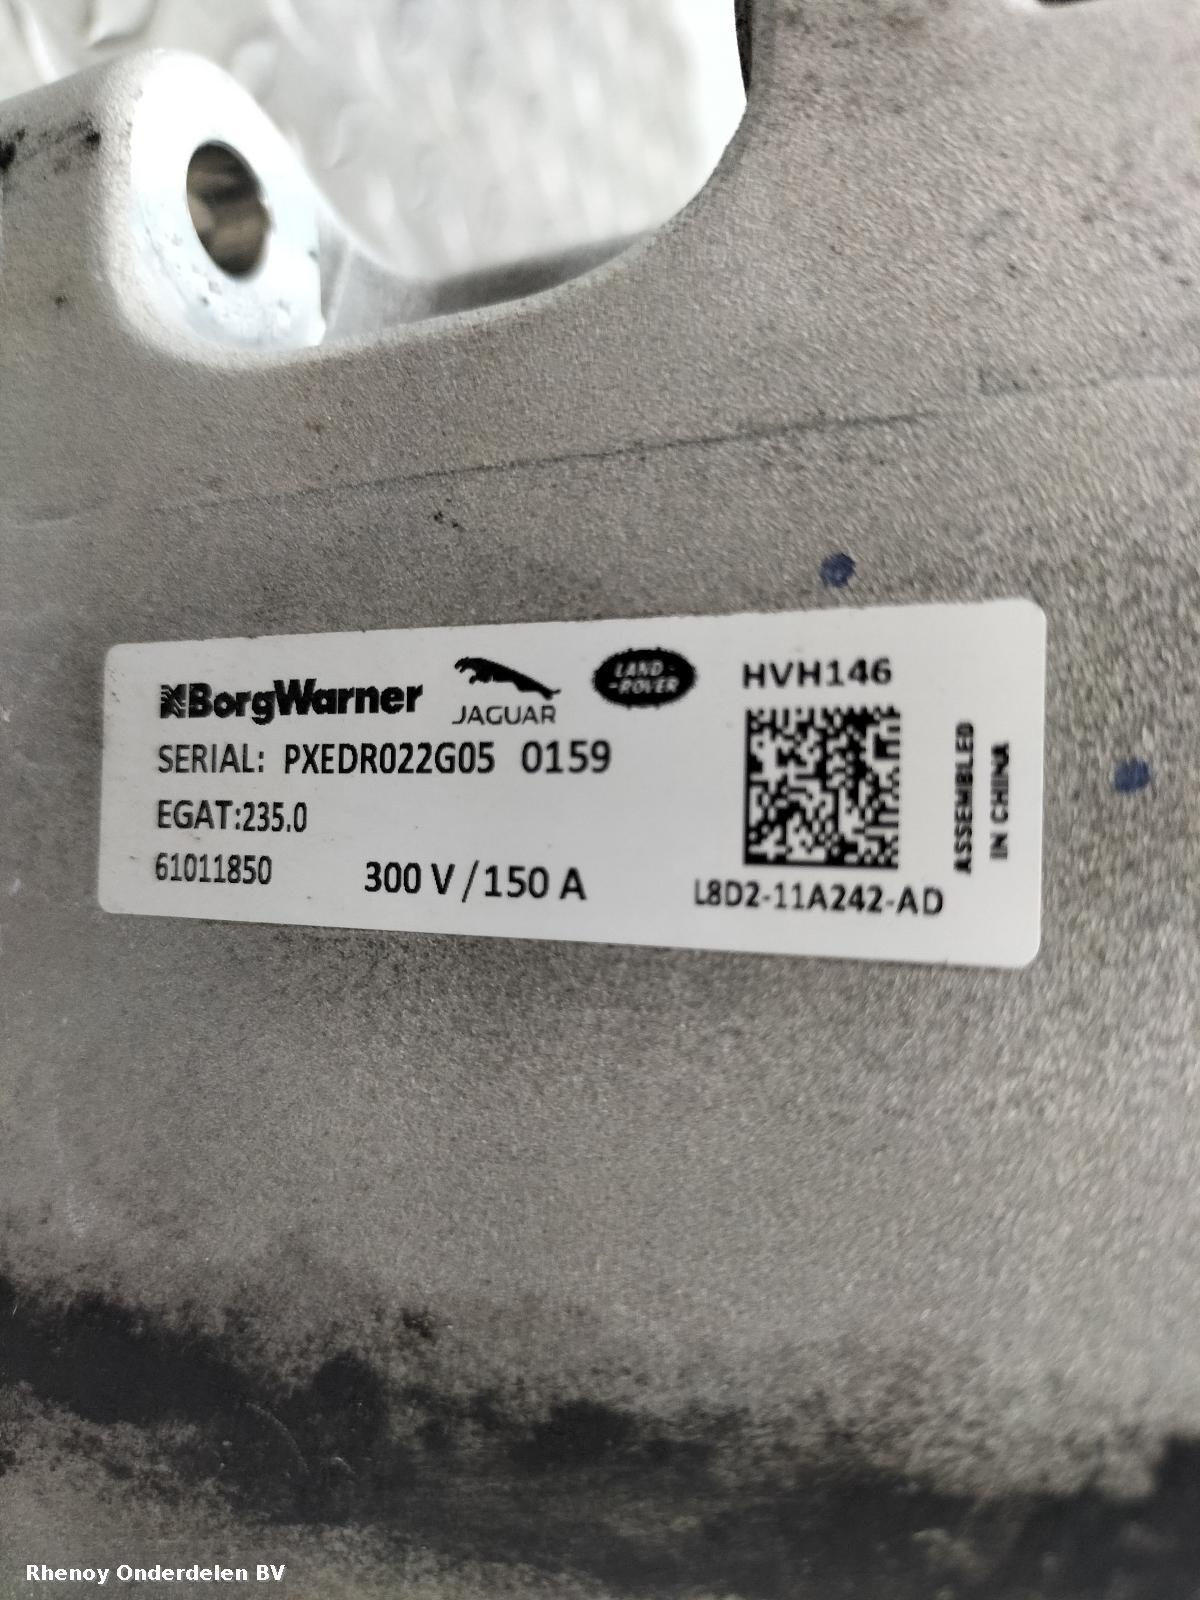 BorgWarner JAGUAR LAND-ROVER HVH146
SERIAL: PXEDR022G05 0159
EGAT:235.0
61011850 300 V / 150 A
L8D2-11A242-AD
ASSEMBLED
IN CHINA
Rhenoy Onderdelen BV